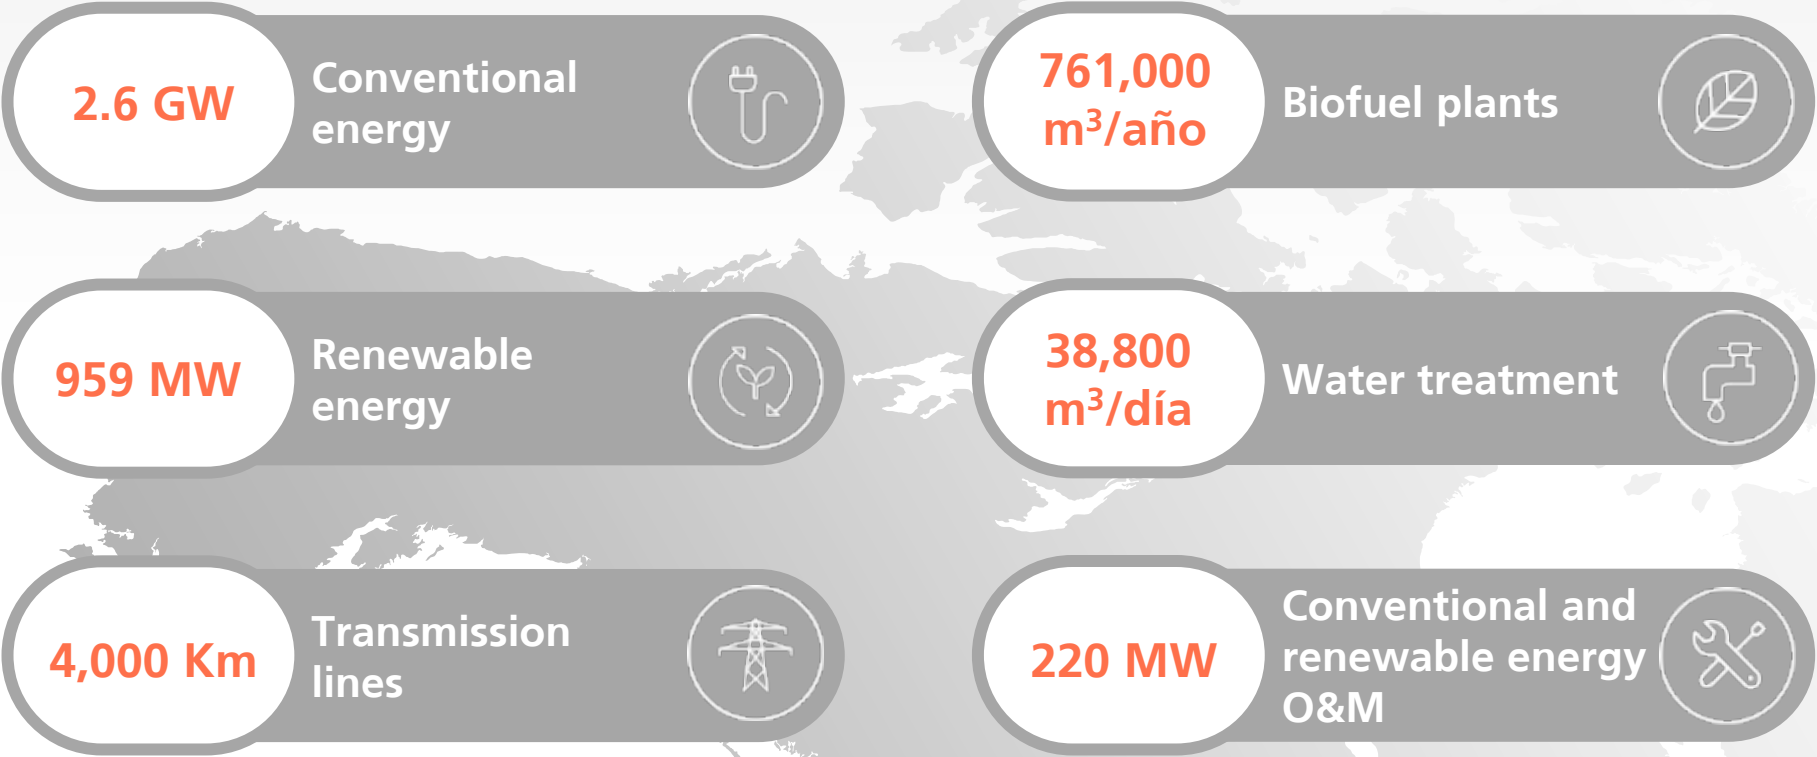 2.6 GW
Conventional
energy
761,000
m³/año
Biofuel plants
959 MW
Renewable
energy
38,800
m³/día
Water treatment
4,000 Km
Transmission
lines
220 MW
Conventional and
renewable energy
O&M